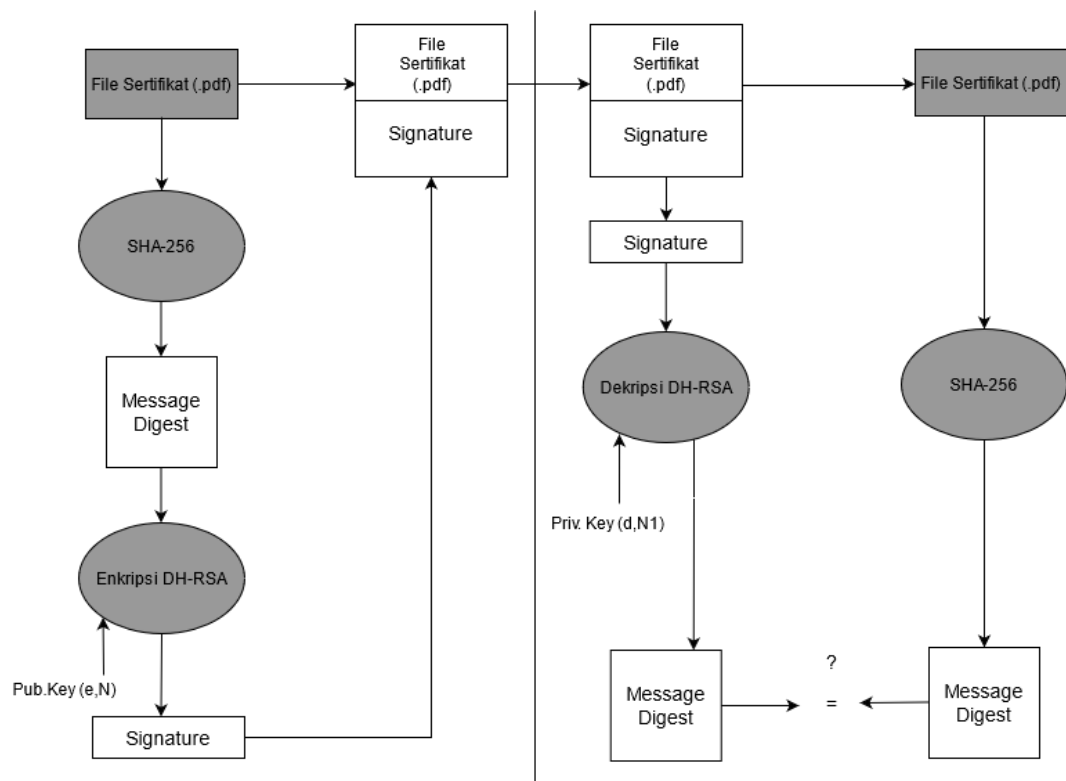 File Sertifikat (.pdf)
SHA-256
Message
Digest
Enkripsi DH-RSA
Pub.Key (e,N)
Signature
File
Sertifikat
(.pdf)
Signature
File
Sertifikat
(.pdf)
Signature
Signature
Dekripsi DH-RSA
Priv. Key (d,N1)
Message
Digest
?
=
File Sertifikat (.pdf)
SHA-256
Message
Digest